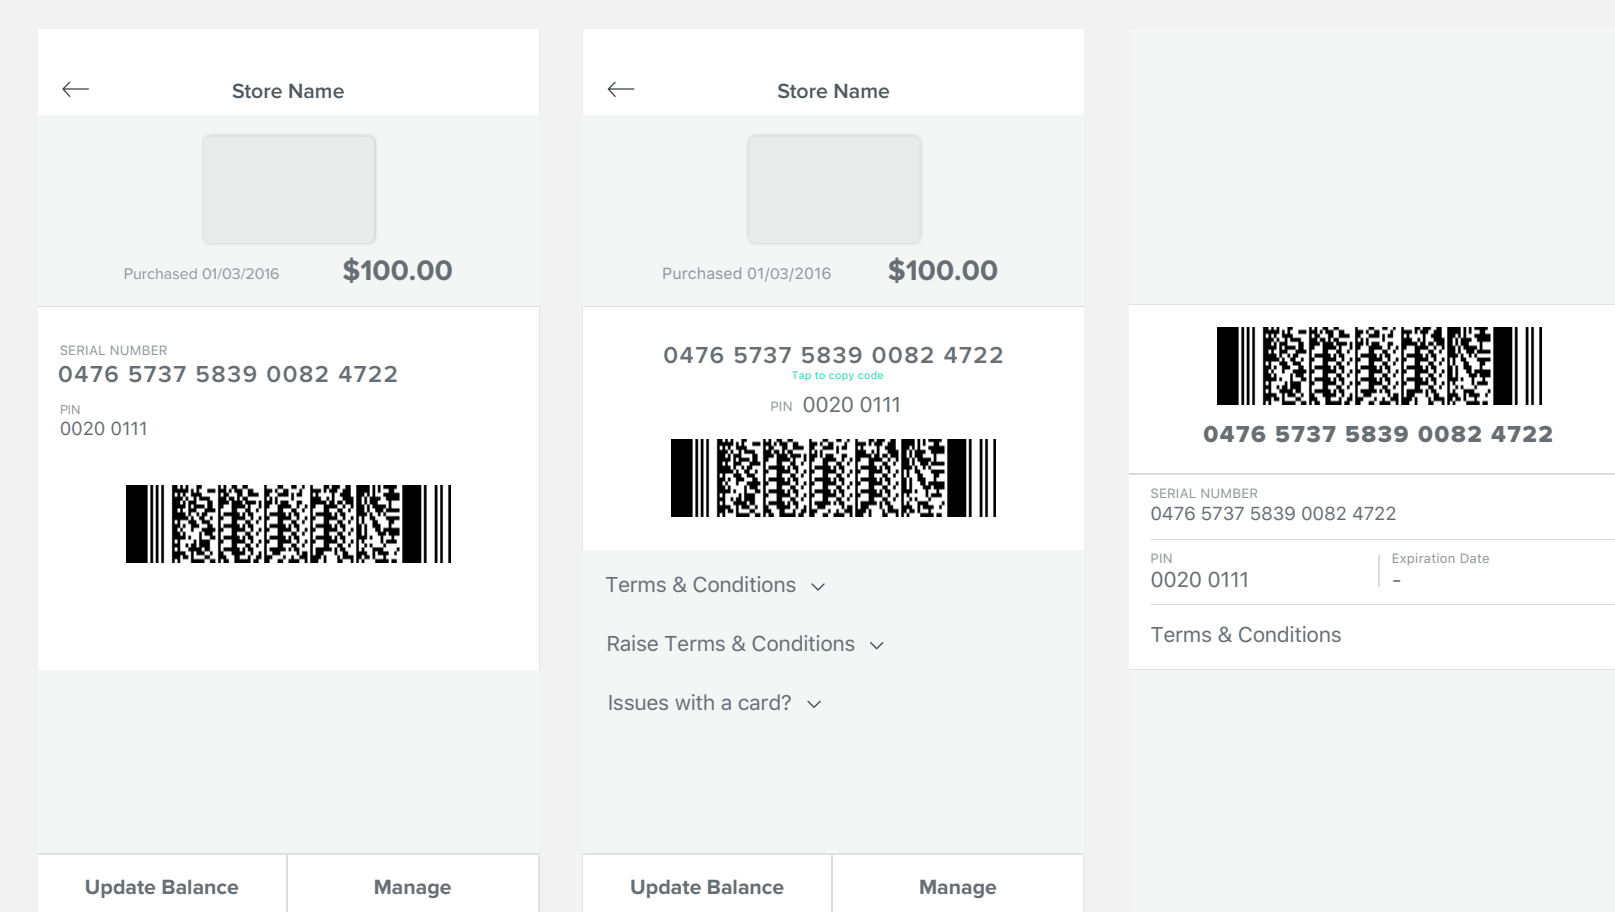 Store Name
Purchased 01/03/2016 $100.00
SERIAL NUMBER
0476 5737 5839 0082 4722
PIN
0020 0111
Update Balance Manage
Store Name
Purchased 01/03/2016 $100.00
0476 5737 5839 0082 4722
Tap to copy code
PIN 0020 0111
Terms & Conditions
Raise Terms & Conditions
Issues with a card?
Update Balance Manage
0476 5737 5839 0082 4722
SERIAL NUMBER
0476 5737 5839 0082 4722
PIN Expiration Date
0020 0111 -
Terms & Conditions